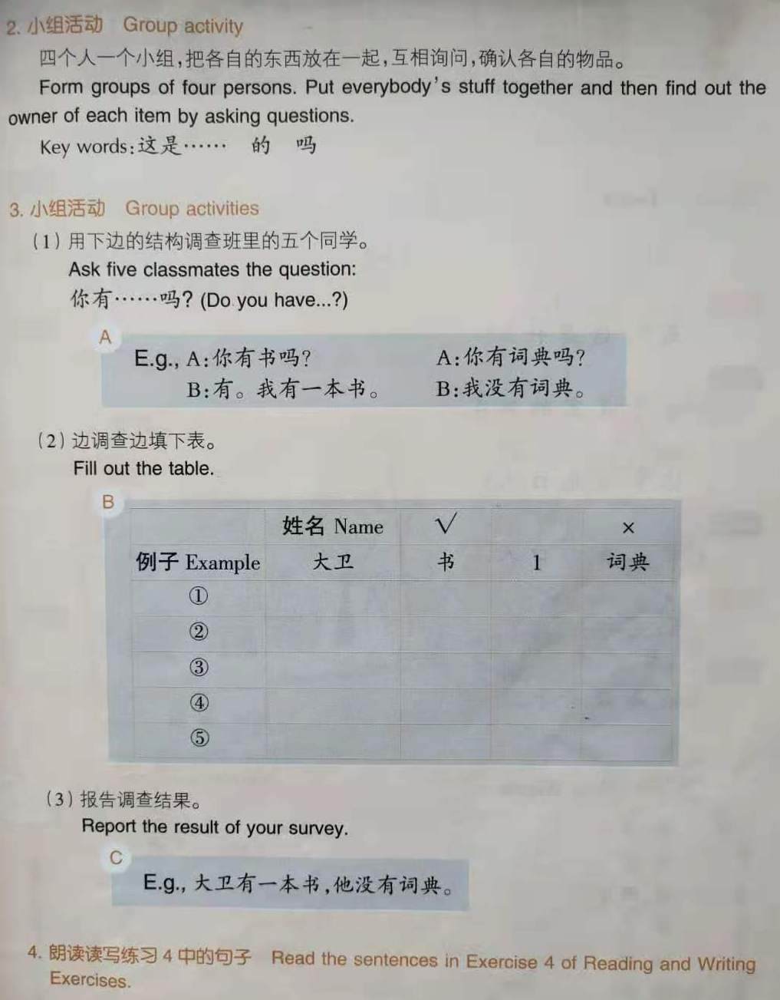 2. 小组活动 Group activity
四个人一个小组,把各自的东西放在一起,互相询问,确认各自的物品。
Form groups of four persons. Put everybody's stuff together and then find out the
owner of each item by asking questions.
Key words:这是…… 的 吗
3. 小组活动 Group activities
(1) 用下边的结构调查班里的五个同学。
Ask five classmates the question:
你有……吗? (Do you have...?)
A
E.g., A:你有书吗? A:你有词典吗?
B:有。我有一本书。 B:我没有词典。
(2) 边调查边填下表。
Fill out the table.
B
姓名 Name √ ×
例子 Example 大卫 书 1 词典
①
②
③
④
⑤
(3) 报告调查结果。
Report the result of your survey.
C
E.g., 大卫有一本书,他没有词典。
4. 朗读读写练习 4 中的句子 Read the sentences in Exercise 4 of Reading and Writing
Exercises.